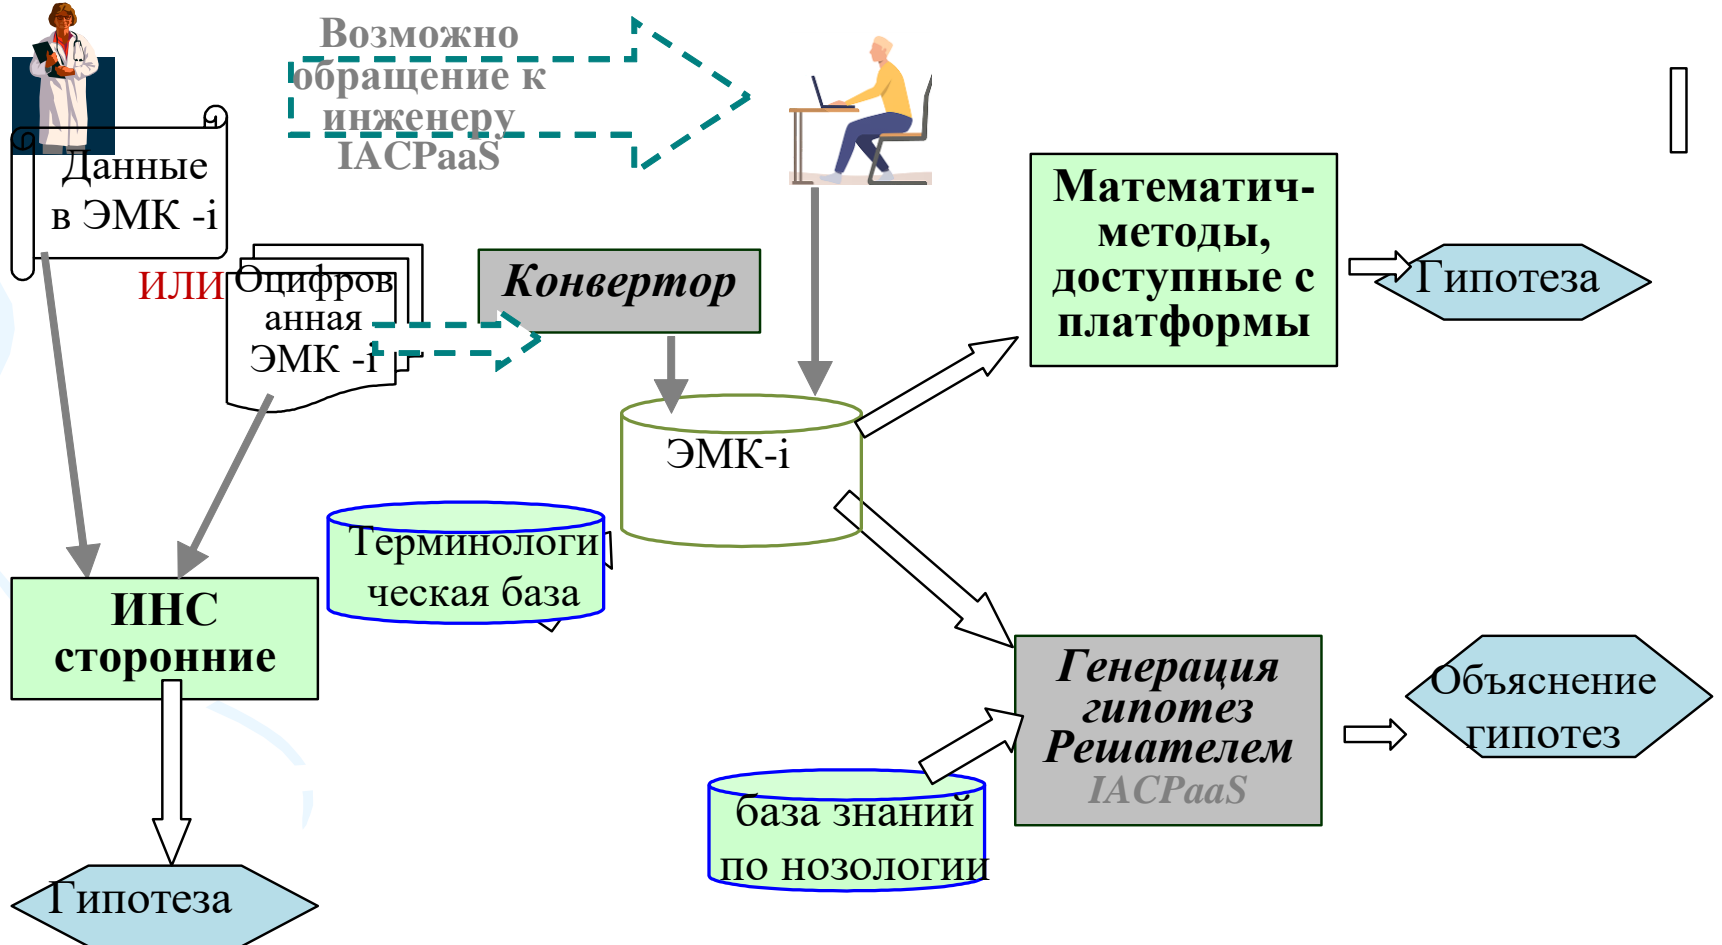 Возможно
обращение к
инженеру
IACPaaS
Данные
в ЭМК -i
ИЛИ
Оцифров
анная
ЭМК -i
Конвертор
Математич-
методы,
доступные с
платформы
Гипотеза
ЭМК-i
Терминологи
ческая база
ИНС
сторонние
Генерация
гипотез
Решателем
IACPaaS
Объяснение
гипотез
база знаний
по нозологии
Гипотеза